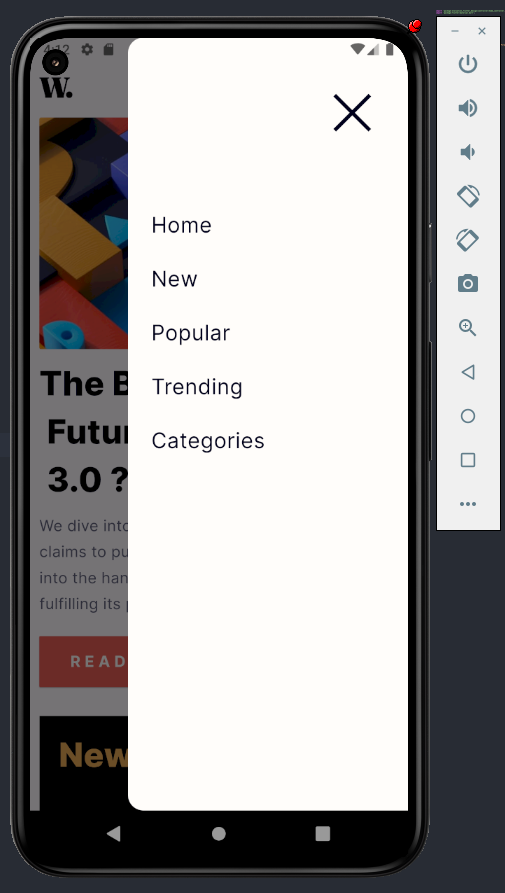 4:12
W.
Home
New
Popular
Trending
Categories
The
Futur
3.0 ?
We dive into
claims to pu
into the han
fulfilling its
READ
New